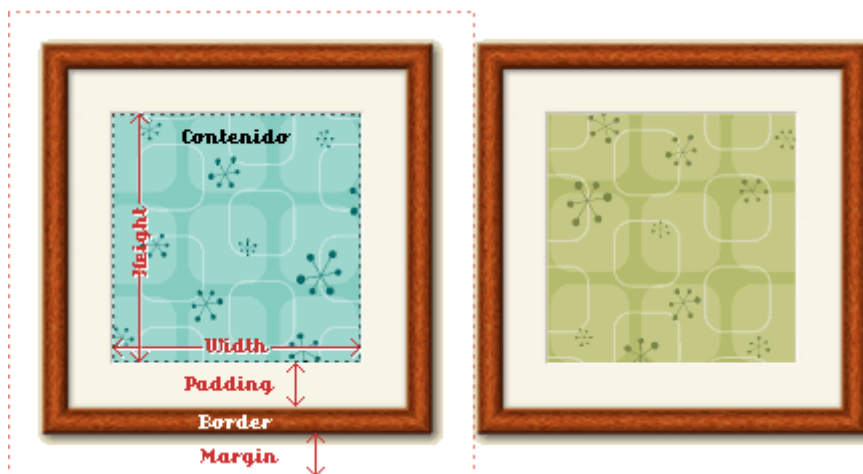 Contenido
Height
Width
Padding
Border
Margin